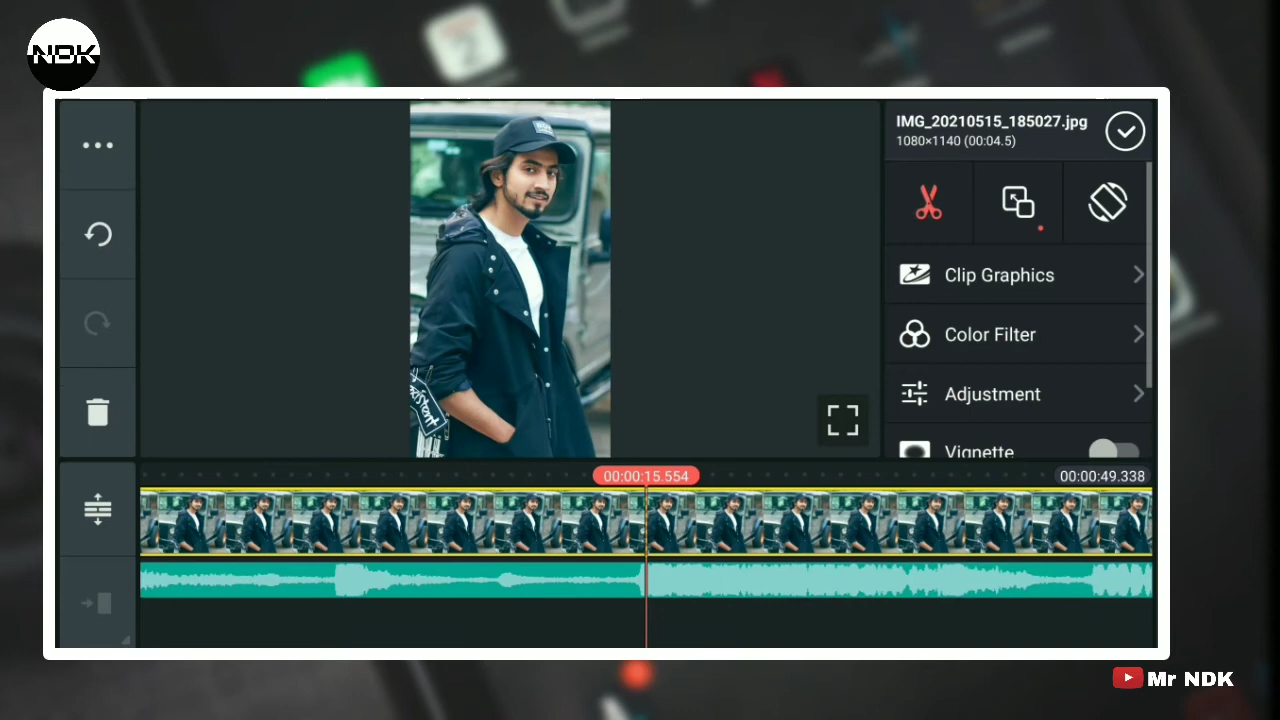 NDK
IMG_20210515_185027.jpg
1080×1140 (00:04.5)
Clip Graphics
Color Filter
Adjustment
Vignette
00:00:15.554
00:00:49.338
Mr NDK